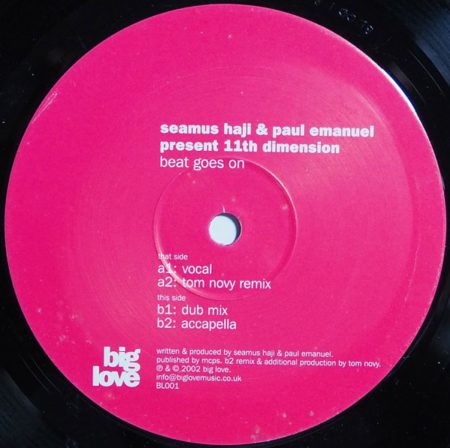 seamus haji & paul emanuel
present 11th dimension
beat goes on
that side
a1: vocal
a2: tom novy remix
this side
b1: dub mix
b2: accapella
big
love
written & produced by seamus haji & paul emanuel.
published by mcps. b2 remix & additional production by tom novy.
℗ & © 2002 big love.
info@biglovemusic.co.uk
BL001